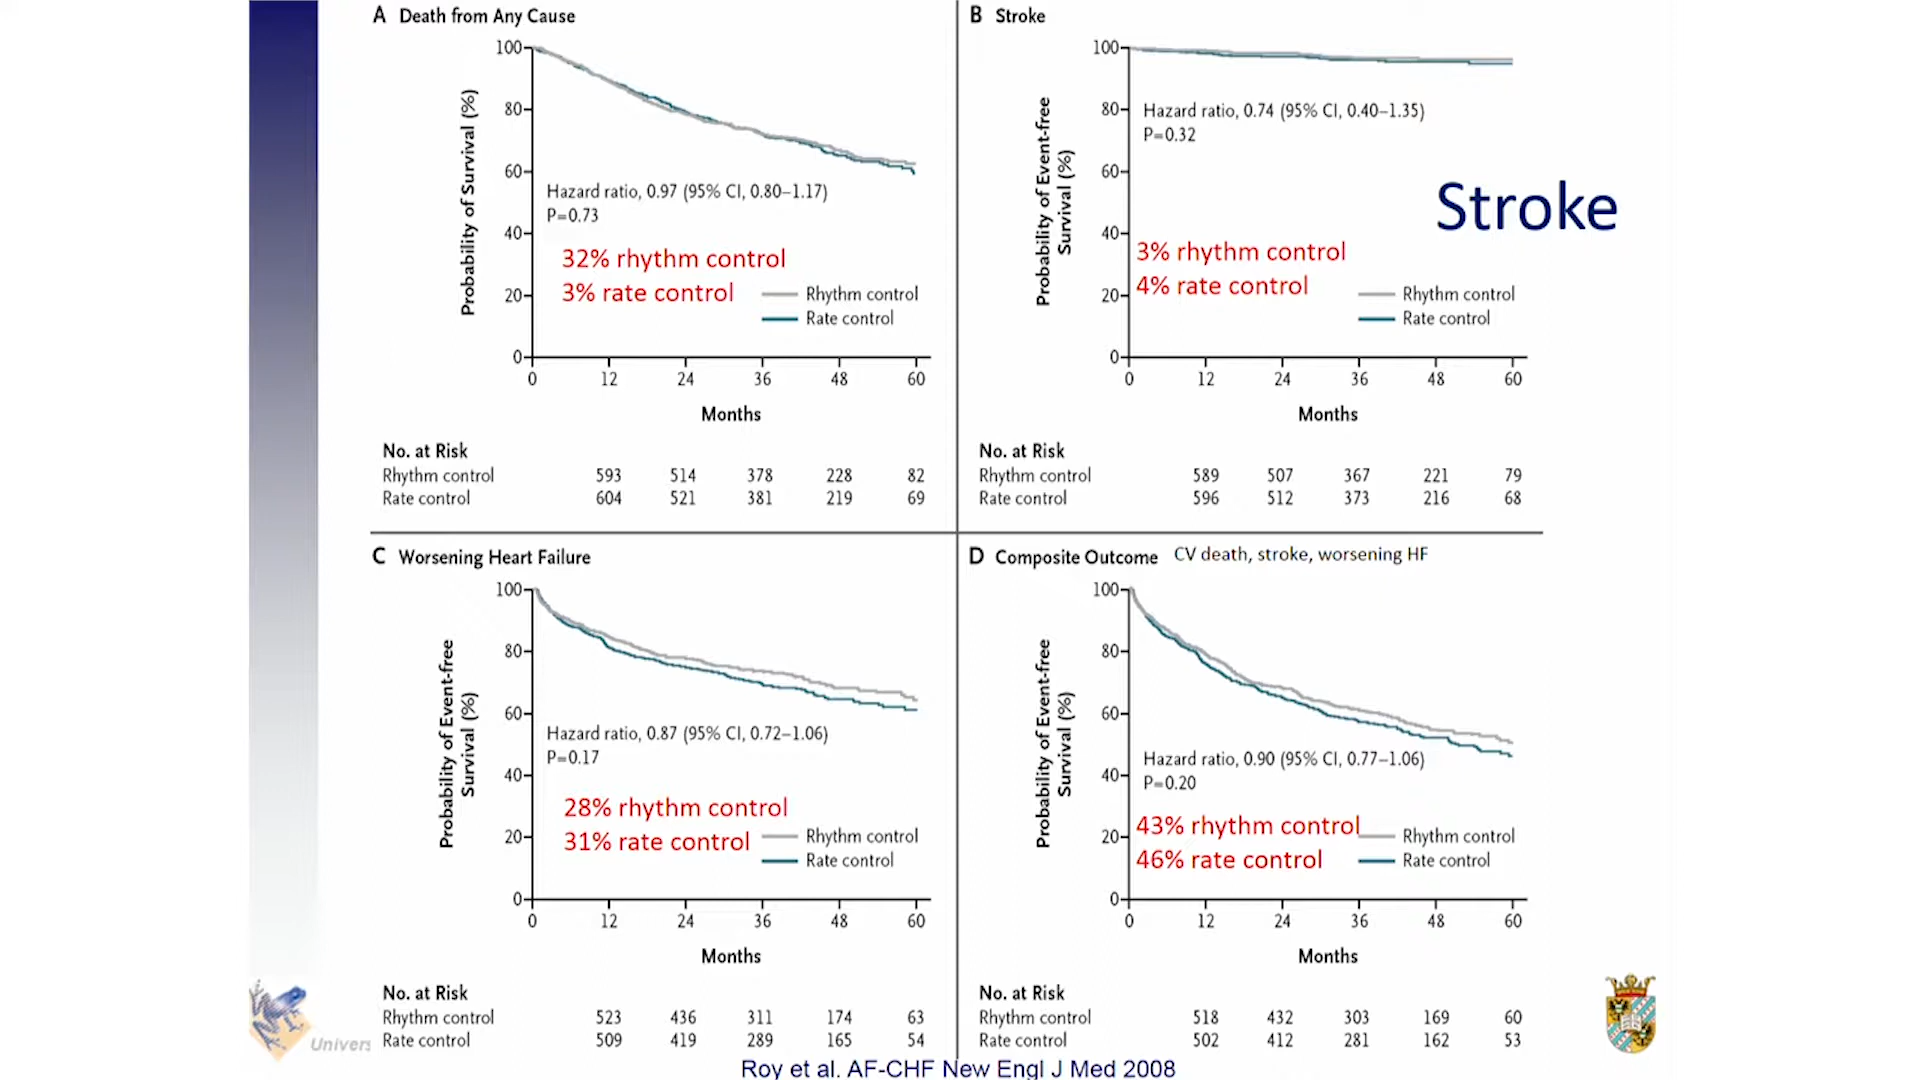 A Death from Any Cause
Probability of Survival (%)
100
80
60
40
20
0
Hazard ratio, 0.97 (95% CI, 0.80–1.17)
P=0.73
32% rhythm control
3% rate control
Rhythm control
Rate control
0 12 24 36 48 60
Months
No. at Risk
Rhythm control 593 514 378 228 82
Rate control 604 521 381 219 69
B Stroke
Probability of Event-free
Survival (%)
100
80
60
40
20
0
Hazard ratio, 0.74 (95% CI, 0.40–1.35)
P=0.32
Stroke
3% rhythm control
4% rate control
Rhythm control
Rate control
0 12 24 36 48 60
Months
No. at Risk
Rhythm control 589 507 367 221 79
Rate control 596 512 373 216 68
C Worsening Heart Failure
Probability of Event-free
Survival (%)
100
80
60
40
20
0
Hazard ratio, 0.87 (95% CI, 0.72–1.06)
P=0.17
28% rhythm control
31% rate control
Rhythm control
Rate control
0 12 24 36 48 60
Months
No. at Risk
Rhythm control 523 436 311 174 63
Rate control 509 419 289 165 54
D Composite Outcome CV death, stroke, worsening HF
Probability of Event-free
Survival (%)
100
80
60
40
20
0
Hazard ratio, 0.90 (95% CI, 0.77–1.06)
P=0.20
43% rhythm control
46% rate control
Rhythm control
Rate control
0 12 24 36 48 60
Months
No. at Risk
Rhythm control 518 432 303 169 60
Rate control 502 412 281 162 53
Univers
Roy et al. AF-CHF New Engl J Med 2008